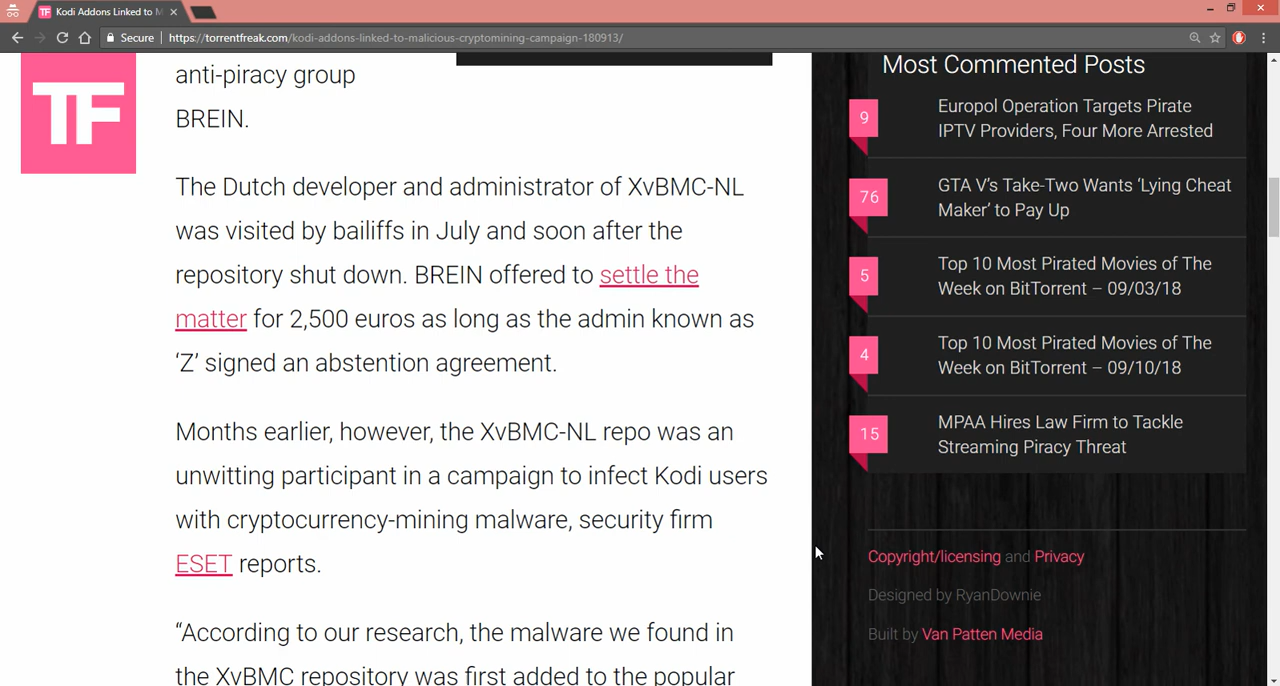 Kodi Addons Linked to M
Secure
https://torrentfreak.com/kodi-addons-linked-to-malicious-cryptomining-campaign-180913/
TF
anti-piracy group
BREIN.
The Dutch developer and administrator of XvBMC-NL
was visited by bailiffs in July and soon after the
repository shut down. BREIN offered to settle the
matter for 2,500 euros as long as the admin known as
‘Z’ signed an abstention agreement.
Months earlier, however, the XvBMC-NL repo was an
unwitting participant in a campaign to infect Kodi users
with cryptocurrency-mining malware, security firm
ESET reports.
“According to our research, the malware we found in
the XvBMC repository was first added to the popular
Most Commented Posts
9
Europol Operation Targets Pirate
IPTV Providers, Four More Arrested
76
GTA V’s Take-Two Wants ‘Lying Cheat
Maker’ to Pay Up
5
Top 10 Most Pirated Movies of The
Week on BitTorrent – 09/03/18
4
Top 10 Most Pirated Movies of The
Week on BitTorrent – 09/10/18
15
MPAA Hires Law Firm to Tackle
Streaming Piracy Threat
Copyright/licensing and Privacy
Designed by RyanDownie
Built by Van Patten Media